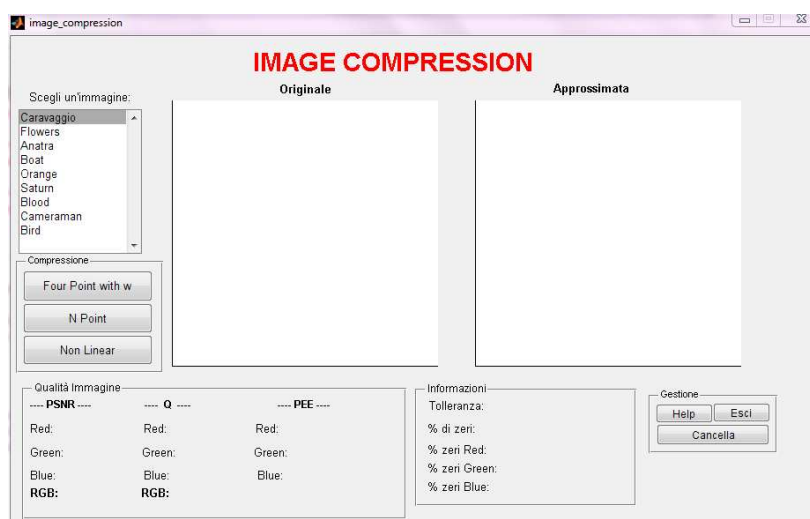 image_compression
IMAGE COMPRESSION
Scegli un'immagine:
Originale
Approssimata
Caravaggio
Flowers
Anatra
Boat
Orange
Saturn
Blood
Cameraman
Bird
Compressione
Four Point with w
N Point
Non Linear
Qualità Immagine
---- PSNR ---- ---- Q ---- ---- PEE ----
Red: Red: Red:
Green: Green: Green:
Blue: Blue: Blue:
RGB: RGB:
Informazioni
Tolleranza:
% di zeri:
% zeri Red:
% zeri Green:
% zeri Blue:
Gestione
Help Esci
Cancella